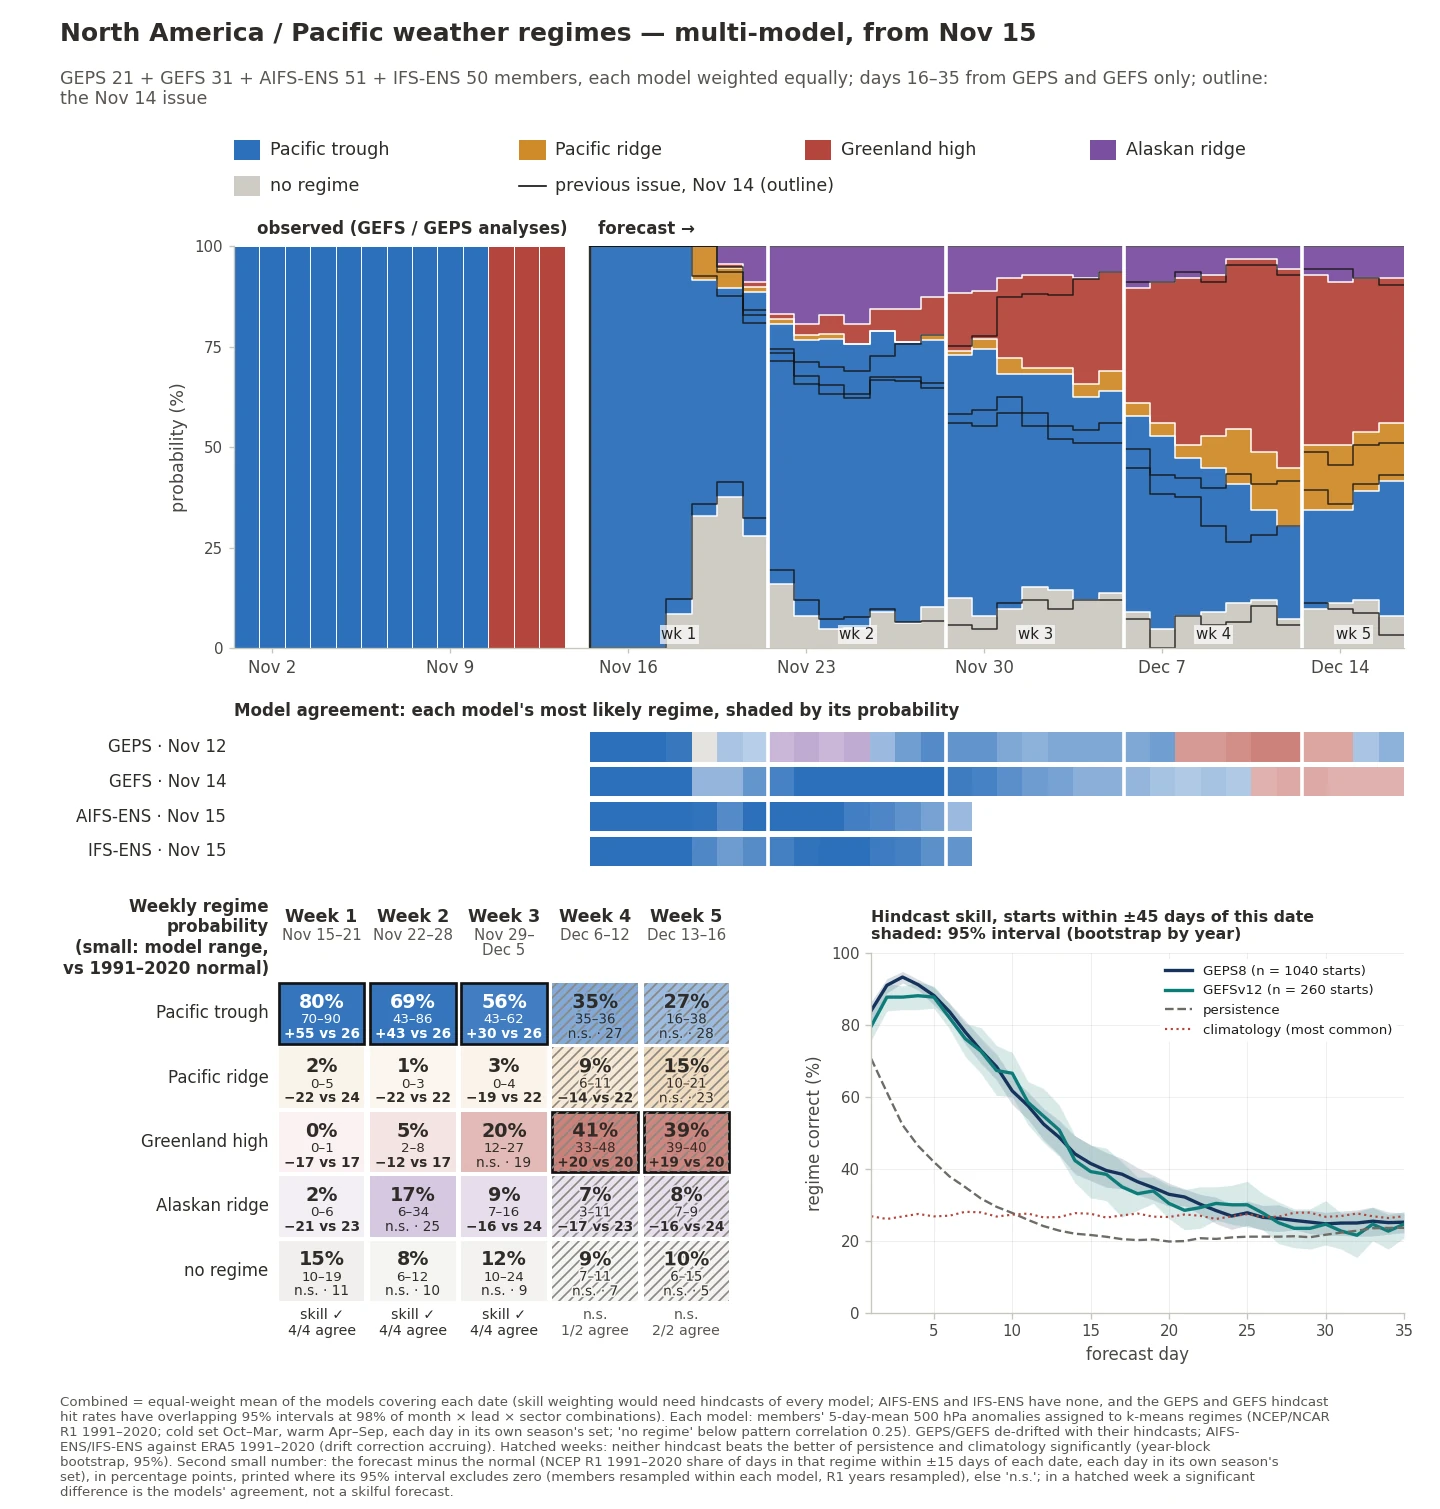 North America / Pacific weather regimes — multi-model, from Nov 15
GEPS 21 + GEFS 31 + AIFS-ENS 51 + IFS-ENS 50 members, each model weighted equally; days 16–35 from GEPS and GEFS only; outline:
the Nov 14 issue
Pacific trough
Pacific ridge
Greenland high
Alaskan ridge
no regime
previous issue, Nov 14 (outline)
observed (GEFS / GEPS analyses)
forecast →
probability (%)
100
75
50
25
0
wk 1
wk 2
wk 3
wk 4
wk 5
Nov 2
Nov 9
Nov 16
Nov 23
Nov 30
Dec 7
Dec 14
Model agreement: each model's most likely regime, shaded by its probability
GEPS · Nov 12
GEFS · Nov 14
AIFS-ENS · Nov 15
IFS-ENS · Nov 15
Weekly regime
probability
(small: model range,
vs 1991–2020 normal)
Week 1
Nov 15–21
Week 2
Nov 22–28
Week 3
Nov 29–
Dec 5
Week 4
Dec 6–12
Week 5
Dec 13–16
Pacific trough
80%
70–90
+55 vs 26
69%
43–86
+43 vs 26
56%
43–62
+30 vs 26
35%
35–36
n.s. · 27
27%
16–38
n.s. · 28
Pacific ridge
2%
0–5
−22 vs 24
1%
0–3
−22 vs 22
3%
0–4
−19 vs 22
9%
6–11
−14 vs 22
15%
10–21
n.s. · 23
Greenland high
0%
0–1
−17 vs 17
5%
2–8
−12 vs 17
20%
12–27
n.s. · 19
41%
33–48
+20 vs 20
39%
39–40
+19 vs 20
Alaskan ridge
2%
0–6
−21 vs 23
17%
6–34
n.s. · 25
9%
7–16
−16 vs 24
7%
3–11
−17 vs 23
8%
7–9
−16 vs 24
no regime
15%
10–19
n.s. · 11
8%
6–12
n.s. · 10
12%
10–24
n.s. · 9
9%
7–11
n.s. · 7
10%
6–15
n.s. · 5
skill ✓
4/4 agree
skill ✓
4/4 agree
skill ✓
4/4 agree
n.s.
1/2 agree
n.s.
2/2 agree
Hindcast skill, starts within ±45 days of this date
shaded: 95% interval (bootstrap by year)
GEPS8 (n = 1040 starts)
GEFSv12 (n = 260 starts)
persistence
climatology (most common)
regime correct (%)
100
80
60
40
20
0
5
10
15
20
25
30
35
forecast day
Combined = equal-weight mean of the models covering each date (skill weighting would need hindcasts of every model; AIFS-ENS and IFS-ENS have none, and the GEPS and GEFS hindcast
hit rates have overlapping 95% intervals at 98% of month × lead × sector combinations). Each model: members' 5-day-mean 500 hPa anomalies assigned to k-means regimes (NCEP/NCAR
R1 1991–2020; cold set Oct–Mar, warm Apr–Sep, each day in its own season's set; 'no regime' below pattern correlation 0.25). GEPS/GEFS de-drifted with their hindcasts; AIFS-
ENS/IFS-ENS against ERA5 1991–2020 (drift correction accruing). Hatched weeks: neither hindcast beats the better of persistence and climatology significantly (year-block
bootstrap, 95%). Second small number: the forecast minus the normal (NCEP R1 1991–2020 share of days in that regime within ±15 days of each date, each day in its own season's
set), in percentage points, printed where its 95% interval excludes zero (members resampled within each model, R1 years resampled), else 'n.s.'; in a hatched week a significant
difference is the models' agreement, not a skilful forecast.